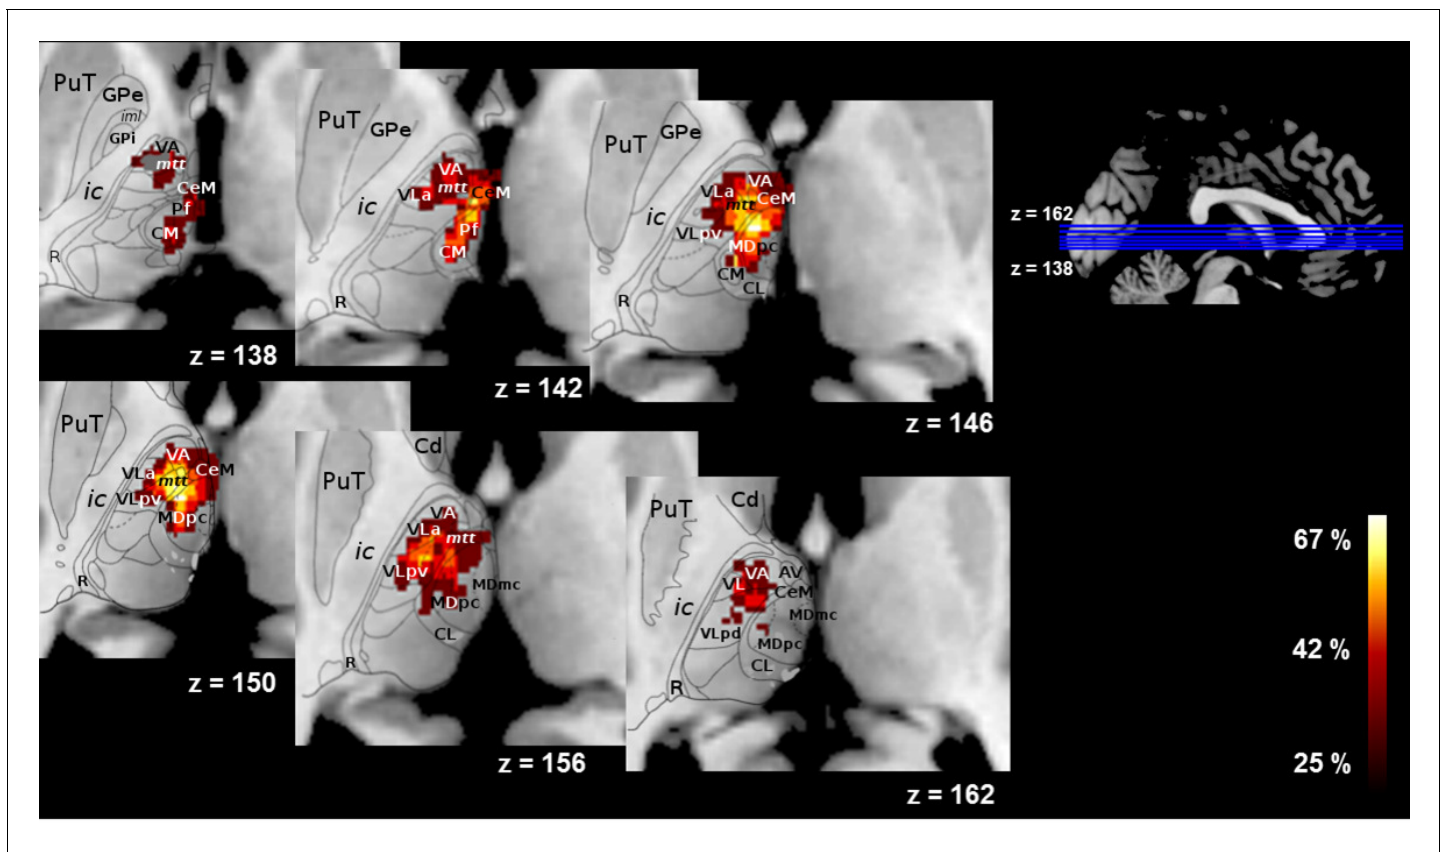 PuT
GPe
iml
GPi
VA
mtt
CeM
ic
Pf
CM
R
z = 138
PuT
GPe
VA
mtt
VLa
CeM
ic
Pf
CM
R
z = 142
PuT
GPe
VA
VLa
mtt
CeM
ic
VLpv
MDpc
CM
CL
R
z = 146
z = 162
z = 138
PuT
VA
VLa
CeM
mtt
ic
VLpv
MDpc
R
z = 150
Cd
PuT
VA
VLa
mtt
ic
VLpv
MDmc
MDpc
CL
R
z = 156
Cd
PuT
VA
AV
VL
CeM
ic
MDmc
VLpd
MDpc
CL
R
z = 162
67 %
42 %
25 %